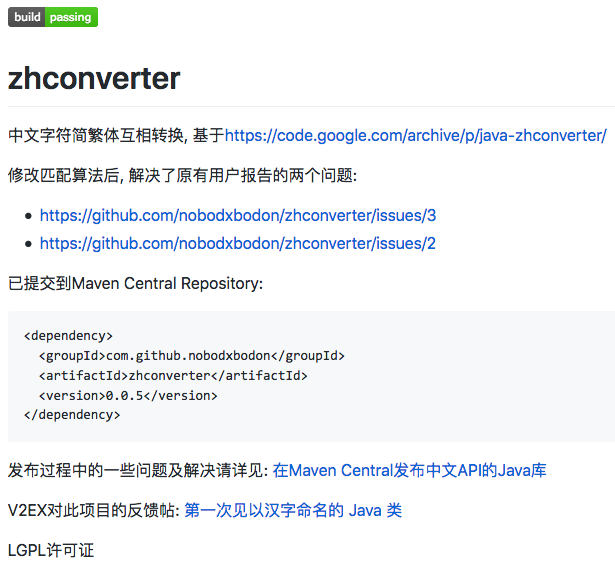 build passing
zhconverter
中文字符简繁体互相转换, 基于https://code.google.com/archive/p/java-zhconverter/
修改匹配算法后, 解决了原有用户报告的两个问题:
https://github.com/nobodxbodon/zhconverter/issues/3
https://github.com/nobodxbodon/zhconverter/issues/2
已提交到Maven Central Repository:
<dependency>
  <groupId>com.github.nobodxbodon</groupId>
  <artifactId>zhconverter</artifactId>
  <version>0.0.5</version>
</dependency>
发布过程中的一些问题及解决请详见: 在Maven Central发布中文API的Java库
V2EX对此项目的反馈帖: 第一次见以汉字命名的 Java 类
LGPL许可证